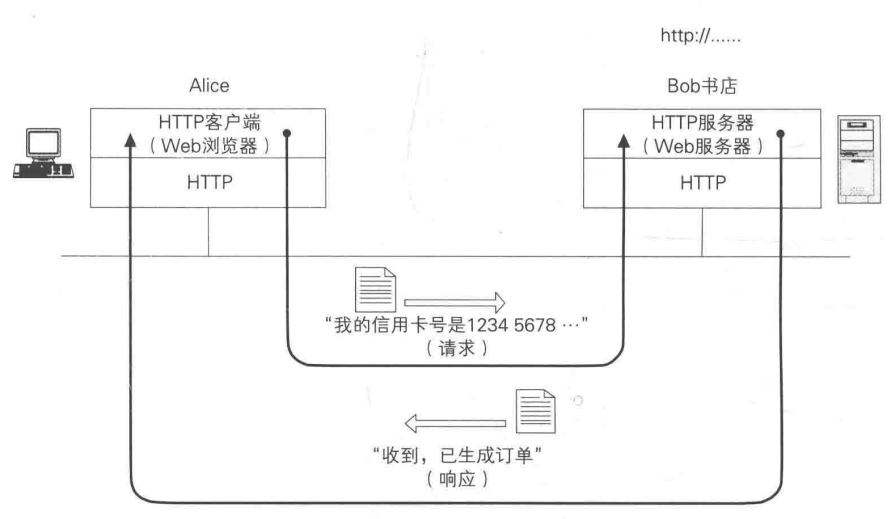 http://……
Alice
Bob书店
HTTP客户端
（Web浏览器）
HTTP
HTTP服务器
（Web服务器）
HTTP
“我的信用卡号是1234 5678 …”
（请求）
“收到，已生成订单”
（响应）